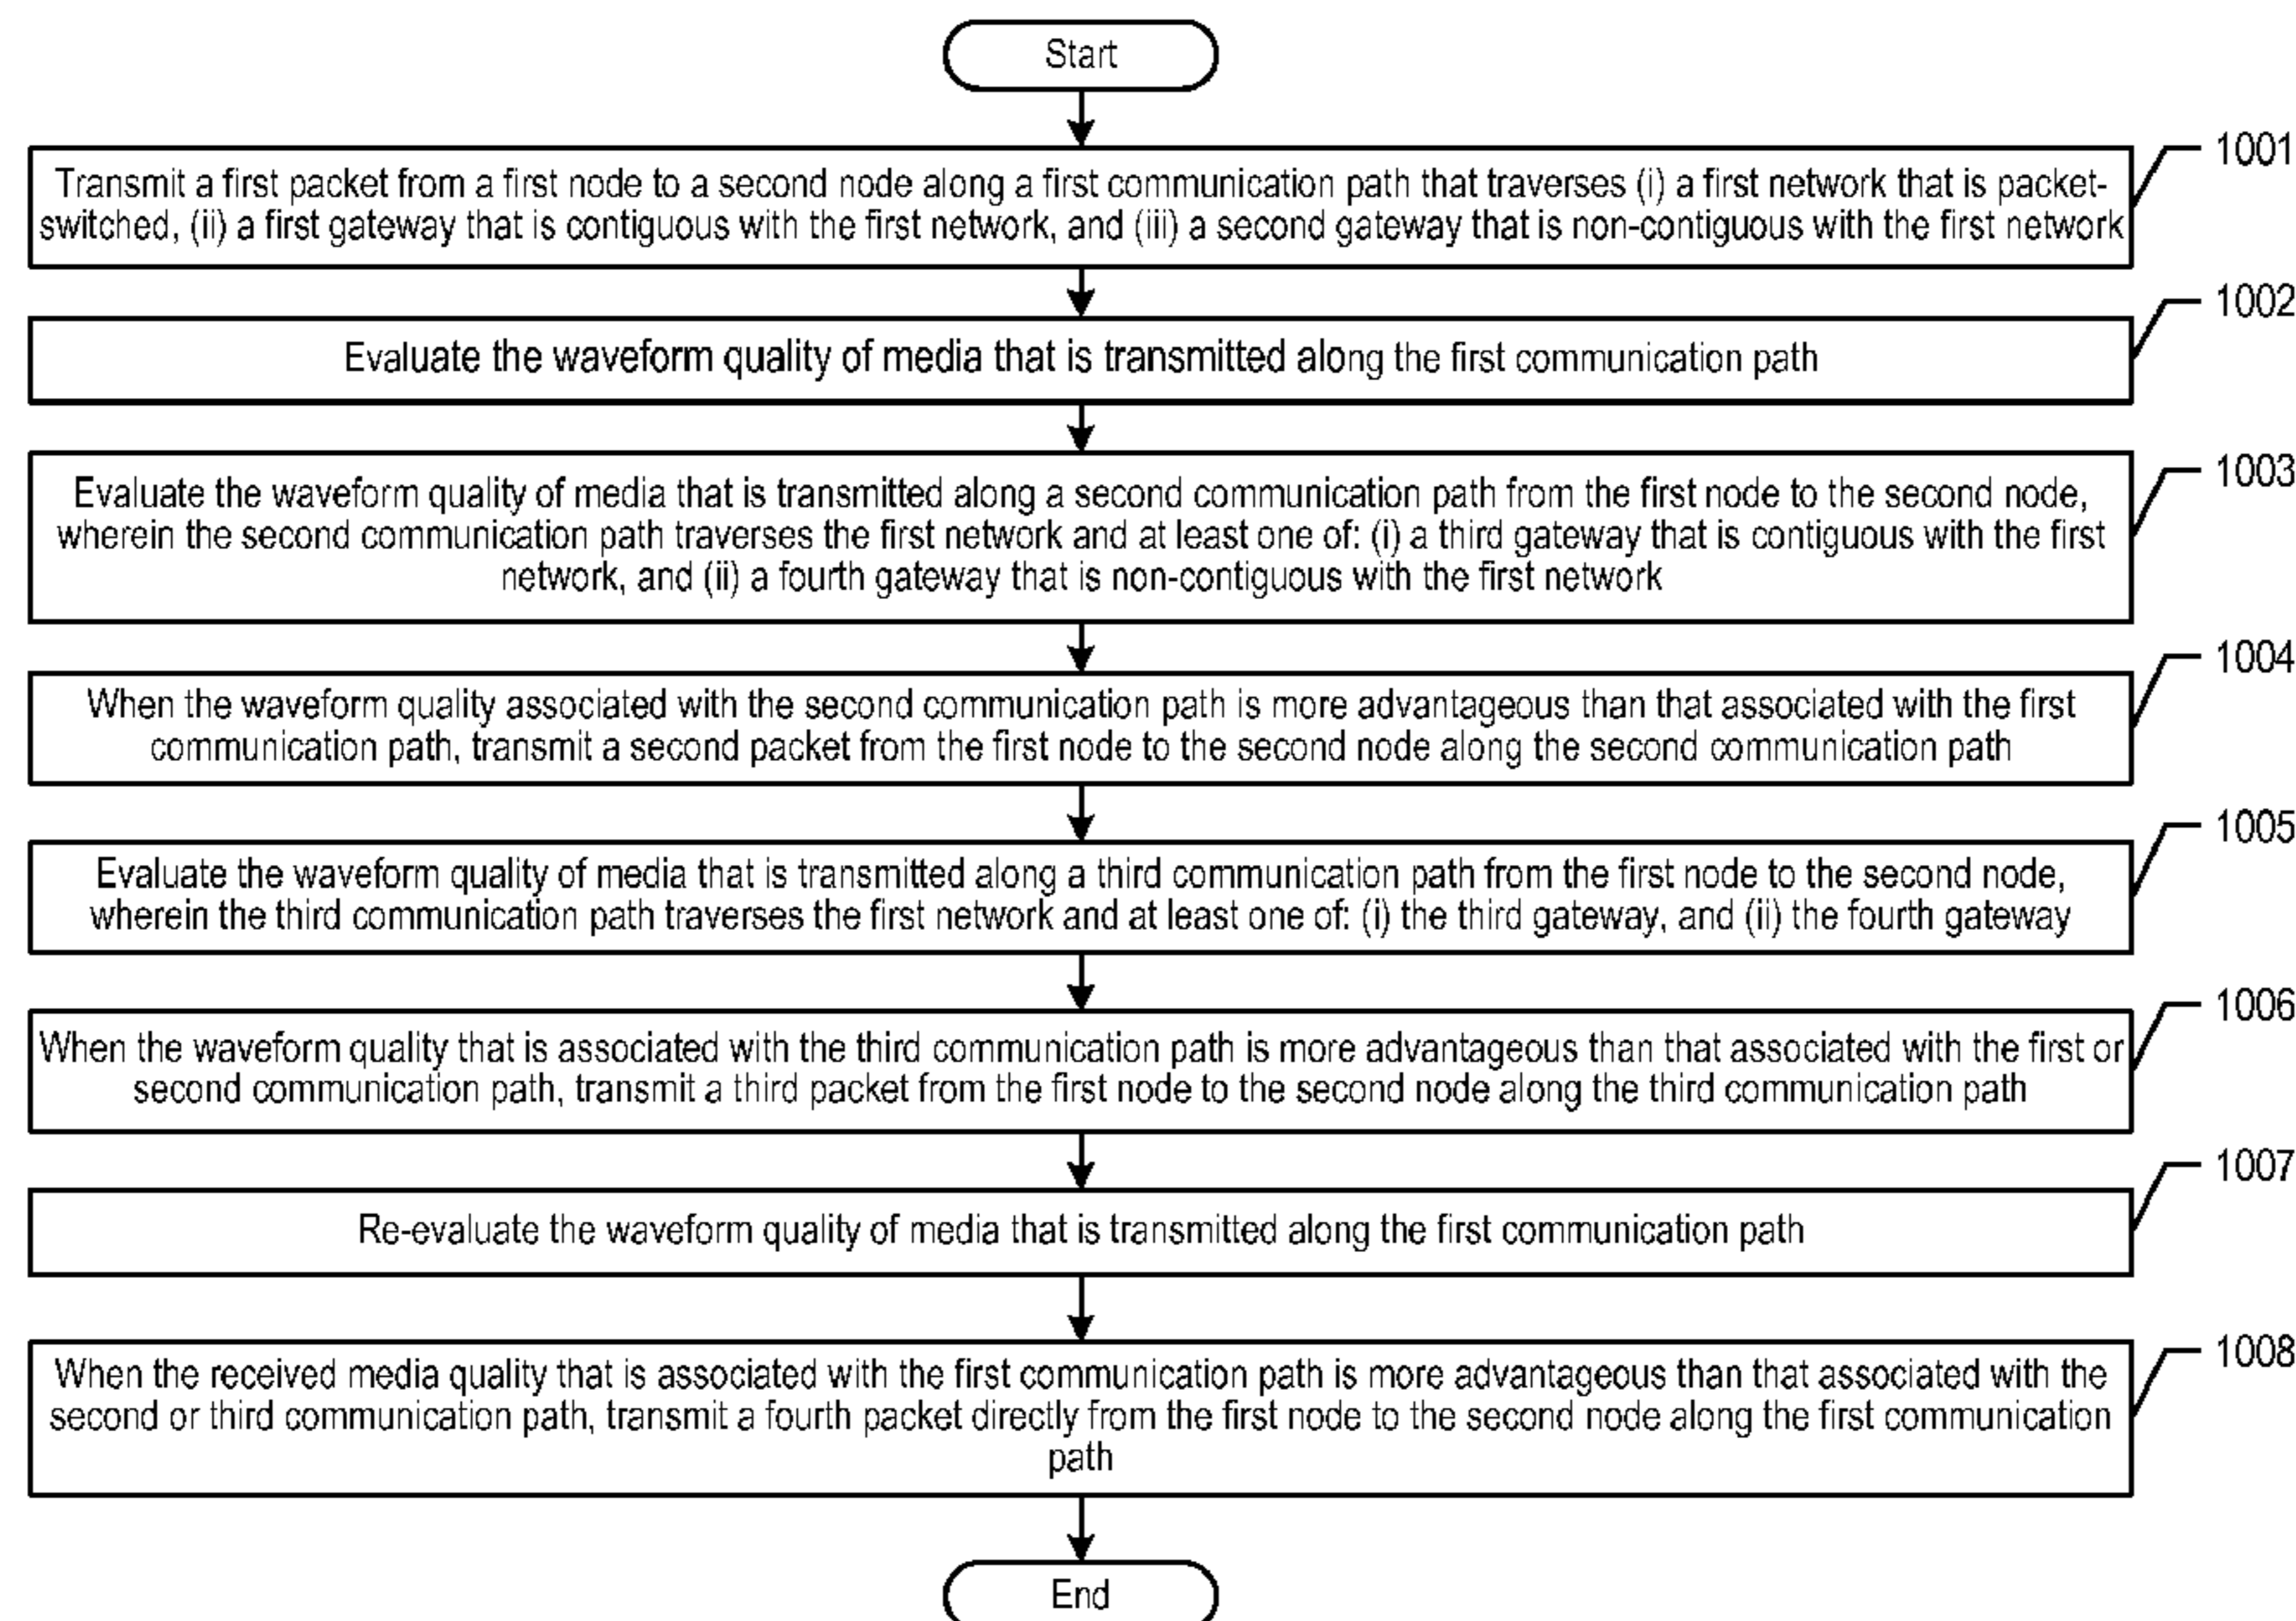 Start
1001
Transmit a first packet from a first node to a second node along a first communication path that traverses (i) a first network that is packet-
switched, (ii) a first gateway that is contiguous with the first network, and (iii) a second gateway that is non-contiguous with the first network
1002
Evaluate the waveform quality of media that is transmitted along the first communication path
1003
Evaluate the waveform quality of media that is transmitted along a second communication path from the first node to the second node,
wherein the second communication path traverses the first network and at least one of: (i) a third gateway that is contiguous with the first
network, and (ii) a fourth gateway that is non-contiguous with the first network
1004
When the waveform quality associated with the second communication path is more advantageous than that associated with the first
communication path, transmit a second packet from the first node to the second node along the second communication path
1005
Evaluate the waveform quality of media that is transmitted along a third communication path from the first node to the second node,
wherein the third communication path traverses the first network and at least one of: (i) the third gateway, and (ii) the fourth gateway
1006
When the waveform quality that is associated with the third communication path is more advantageous than that associated with the first or
second communication path, transmit a third packet from the first node to the second node along the third communication path
1007
Re-evaluate the waveform quality of media that is transmitted along the first communication path
1008
When the received media quality that is associated with the first communication path is more advantageous than that associated with the
second or third communication path, transmit a fourth packet directly from the first node to the second node along the first communication
path
End